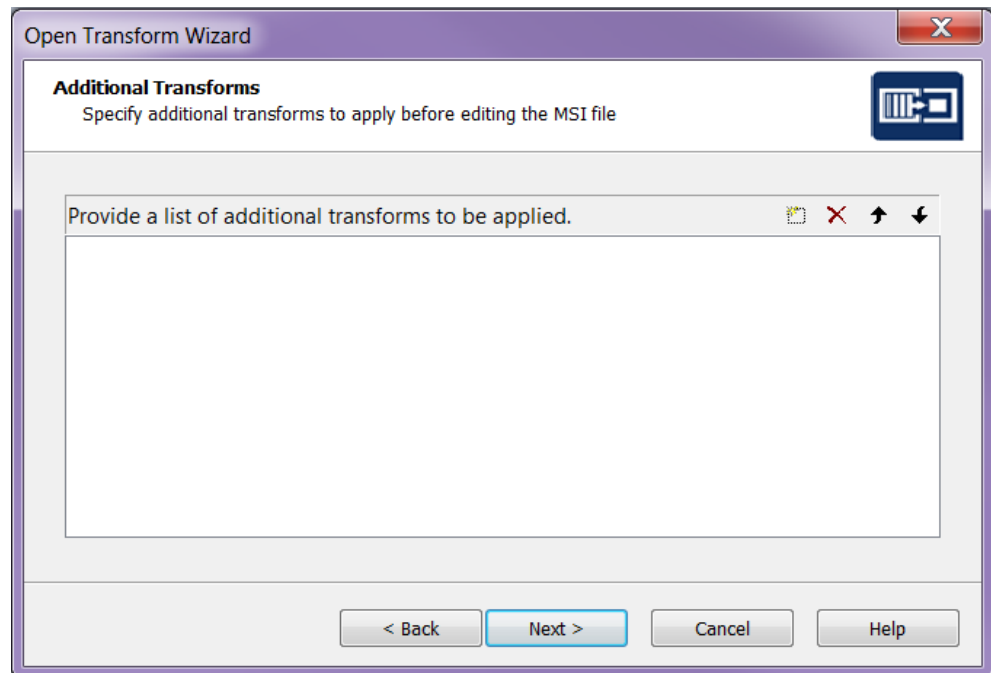 Open Transform Wizard
Additional Transforms
Specify additional transforms to apply before editing the MSI file
Provide a list of additional transforms to be applied.
< Back Next > Cancel Help